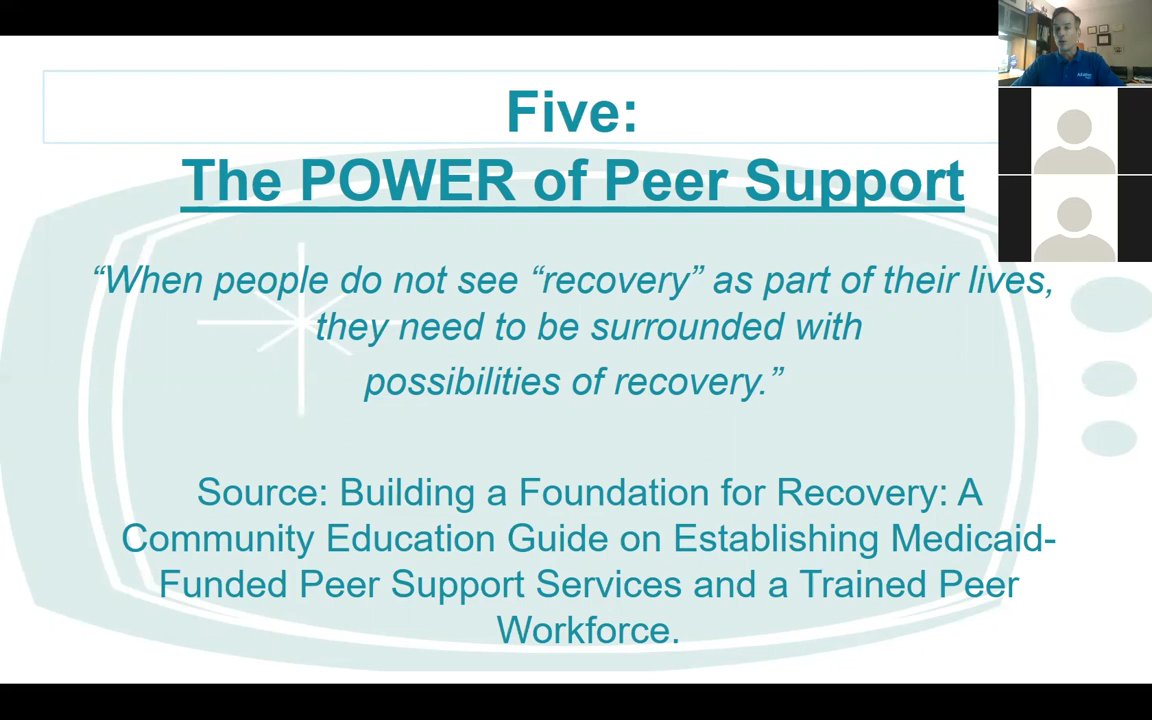 Five:
The POWER of Peer Support
“When people do not see “recovery” as part of their lives,
they need to be surrounded with
possibilities of recovery.”
Source: Building a Foundation for Recovery: A
Community Education Guide on Establishing Medicaid-
Funded Peer Support Services and a Trained Peer
Workforce.